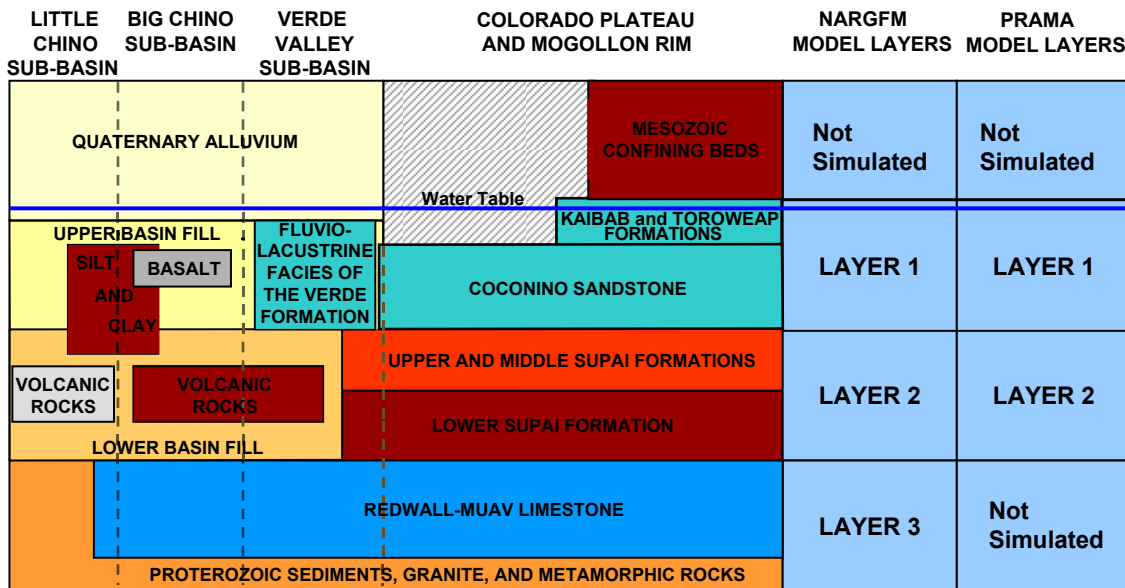 LITTLE
CHINO
SUB-BASIN
BIG CHINO
SUB-BASIN
VERDE
VALLEY
SUB-BASIN
COLORADO PLATEAU
AND MOGOLLON RIM
NARGFM
MODEL LAYERS
PRAMA
MODEL LAYERS
QUATERNARY ALLUVIUM
MESOZOIC
CONFINING BEDS
Not
Simulated
Not
Simulated
Water Table
KAIBAB and TOROWEAP
FORMATIONS
UPPER BASIN FILL
SILT
AND
CLAY
BASALT
FLUVIO-
LACUSTRINE
FACIES OF
THE VERDE
FORMATION
COCONINO SANDSTONE
LAYER 1
LAYER 1
UPPER AND MIDDLE SUPAI FORMATIONS
VOLCANIC
ROCKS
VOLCANIC
ROCKS
LOWER SUPAI FORMATION
LAYER 2
LAYER 2
LOWER BASIN FILL
REDWALL-MUAV LIMESTONE
LAYER 3
Not
Simulated
PROTEROZOIC SEDIMENTS, GRANITE, AND METAMORPHIC ROCKS